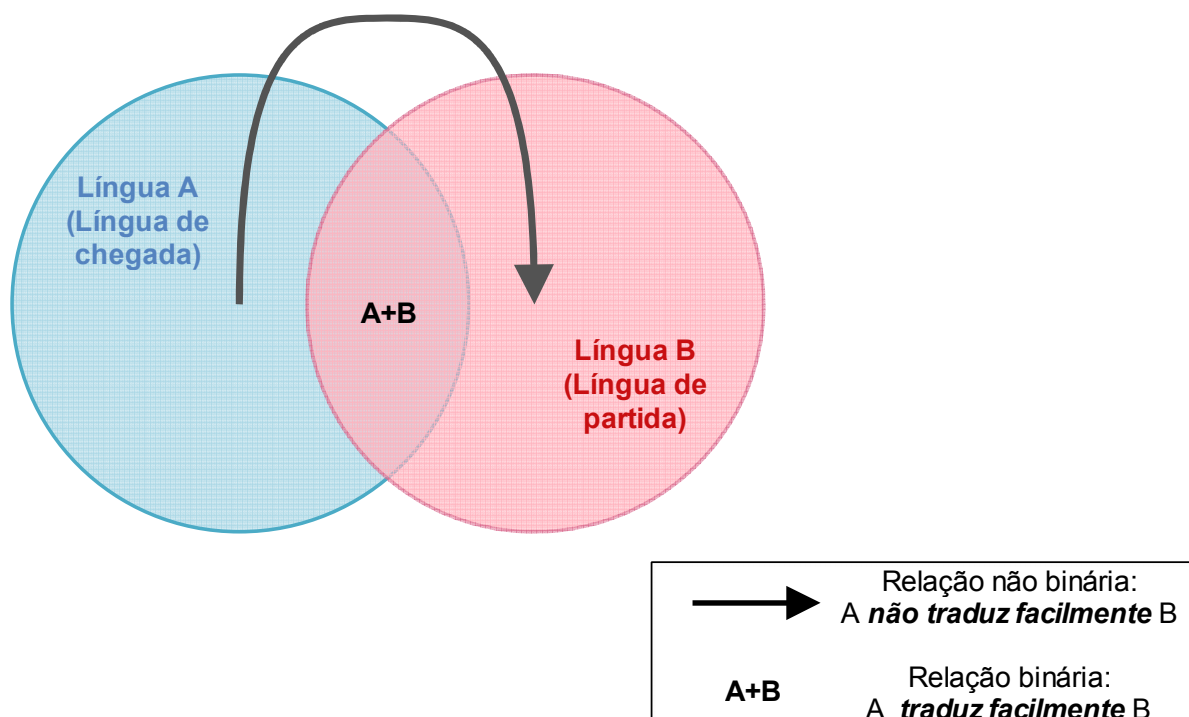 Língua A
(Língua de
chegada)
A+B
Língua B
(Língua de
partida)
Relação não binária:
A não traduz facilmente B
A+B
Relação binária:
A traduz facilmente B